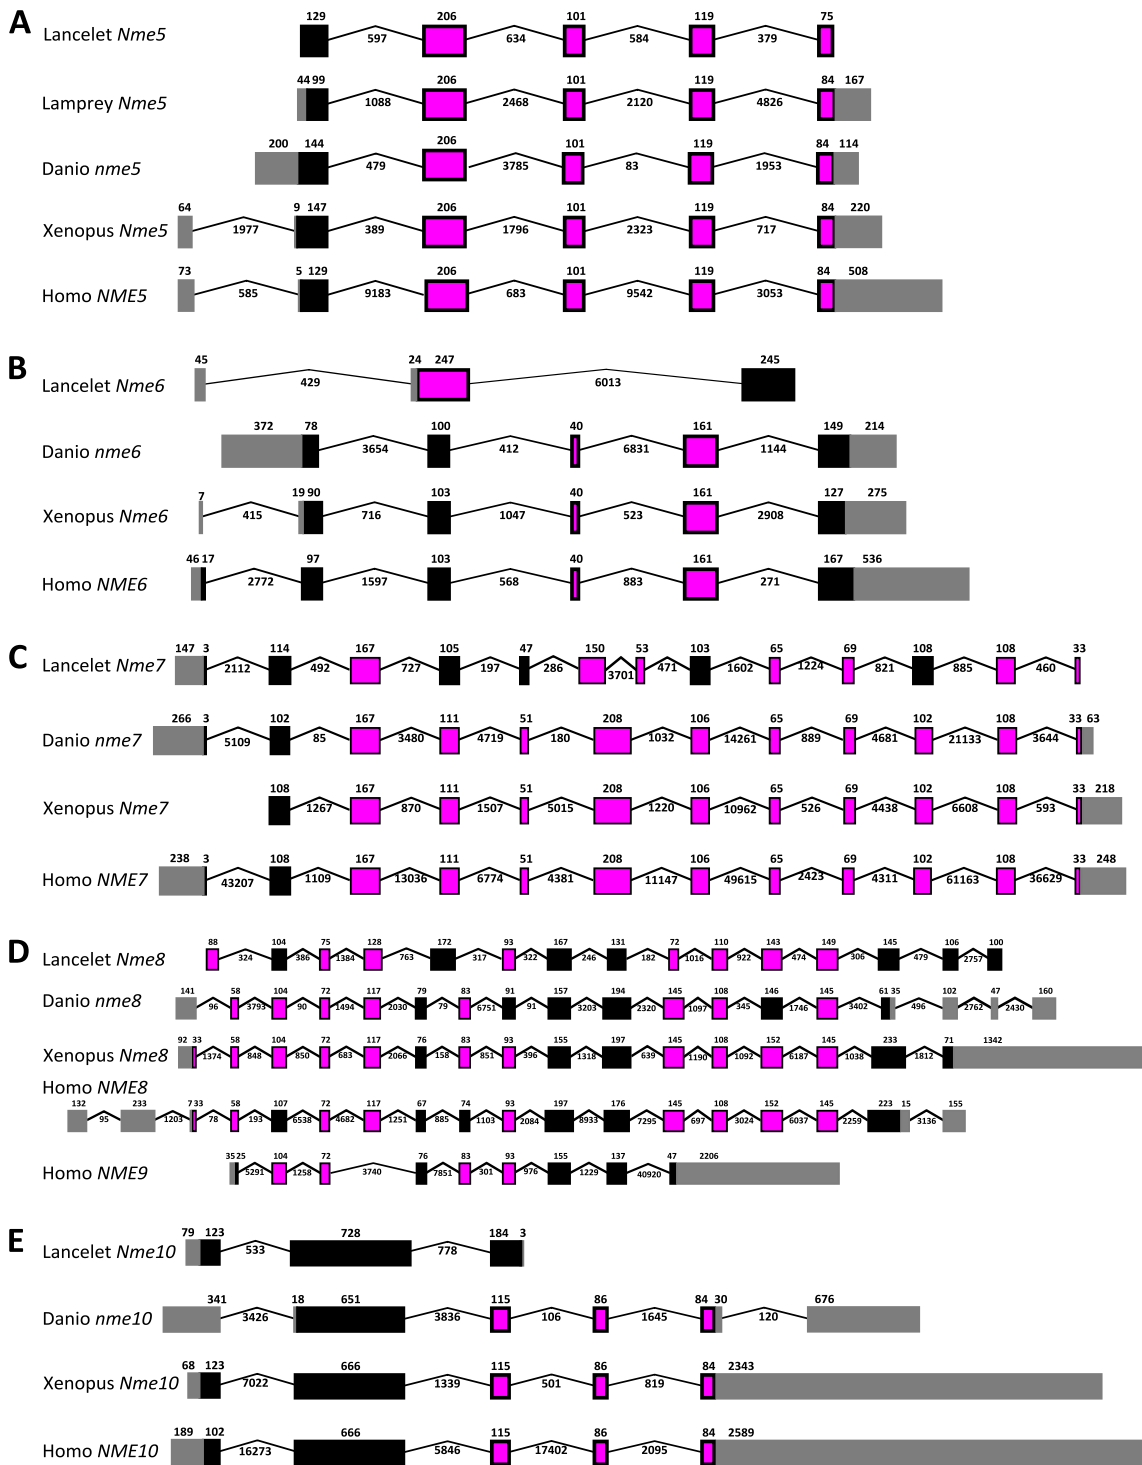 A
129 206 101 119 75
Lancelet Nme5
597 634 584 379
44 99 206 101 119 84 167
Lamprey Nme5
1088 2468 2120 4826
200 144 206 101 119 84 114
Danio nme5
479 3785 83 1953
64 9 147 206 101 119 84 220
Xenopus Nme5
1977 389 1796 2323 717
73 5 129 206 101 119 84 508
Homo NME5
585 9183 683 9542 3053
B
45 24 247 245
Lancelet Nme6
429 6013
372 78 100 40 161 149 214
Danio nme6
3654 412 6831 1144
7 19 90 103 40 161 127 275
Xenopus Nme6
415 716 1047 523 2908
46 17 97 103 40 161 167 536
Homo NME6
2772 1597 568 883 271
C
147 3 114 167 105 47 150 53 103 65 69 108 108 33
Lancelet Nme7
2112 492 727 197 286 3701 471 1602 1224 821 885 460
266 3 102 167 111 51 208 106 65 69 102 108 33 63
Danio nme7
5109 85 3480 4719 180 1032 14261 889 4681 21133 3644
108 167 111 51 208 106 65 69 102 108 33 218
Xenopus Nme7
1267 870 1507 5015 1220 10962 526 4438 6608 593
238 3 108 167 111 51 208 106 65 69 102 108 33 248
Homo NME7
43207 1109 13036 6774 4381 11147 49615 2423 4311 61163 36629
D
88 104 75 128 172 93 167 131 72 110 143 149 145 106 100
Lancelet Nme8
324 386 1384 763 317 322 246 182 1016 922 474 306 479 2757
141 58 104 72 117 79 83 91 157 194 145 108 146 145 61 35 102 47 160
Danio nme8
96 3793 90 1494 2030 79 6751 91 3203 2320 1097 345 1746 3402 496 2762 2430
92 33 58 104 72 117 76 83 93 155 197 145 108 152 145 233 71 1342
Xenopus Nme8
1374 848 850 683 2066 158 851 396 1318 639 1190 1092 6187 1038 1812
Homo NME8
132 233 7 33 58 107 72 117 67 74 93 197 176 145 108 152 145 223 15 155
95 1203 78 193 6538 4682 1251 885 1103 2084 8933 7295 697 3024 6037 2259 3136
35 25 104 72 76 83 93 155 137 47 2206
Homo NME9
5291 1258 3740 7851 301 976 1229 40920
E
79 123 728 184 3
Lancelet Nme10
533 778
341 18 651 115 86 84 30 676
Danio nme10
3426 3836 106 1645 120
68 123 666 115 86 84 2343
Xenopus Nme10
7022 1339 501 819
189 102 666 115 86 84 2589
Homo NME10
16273 5846 17402 2095